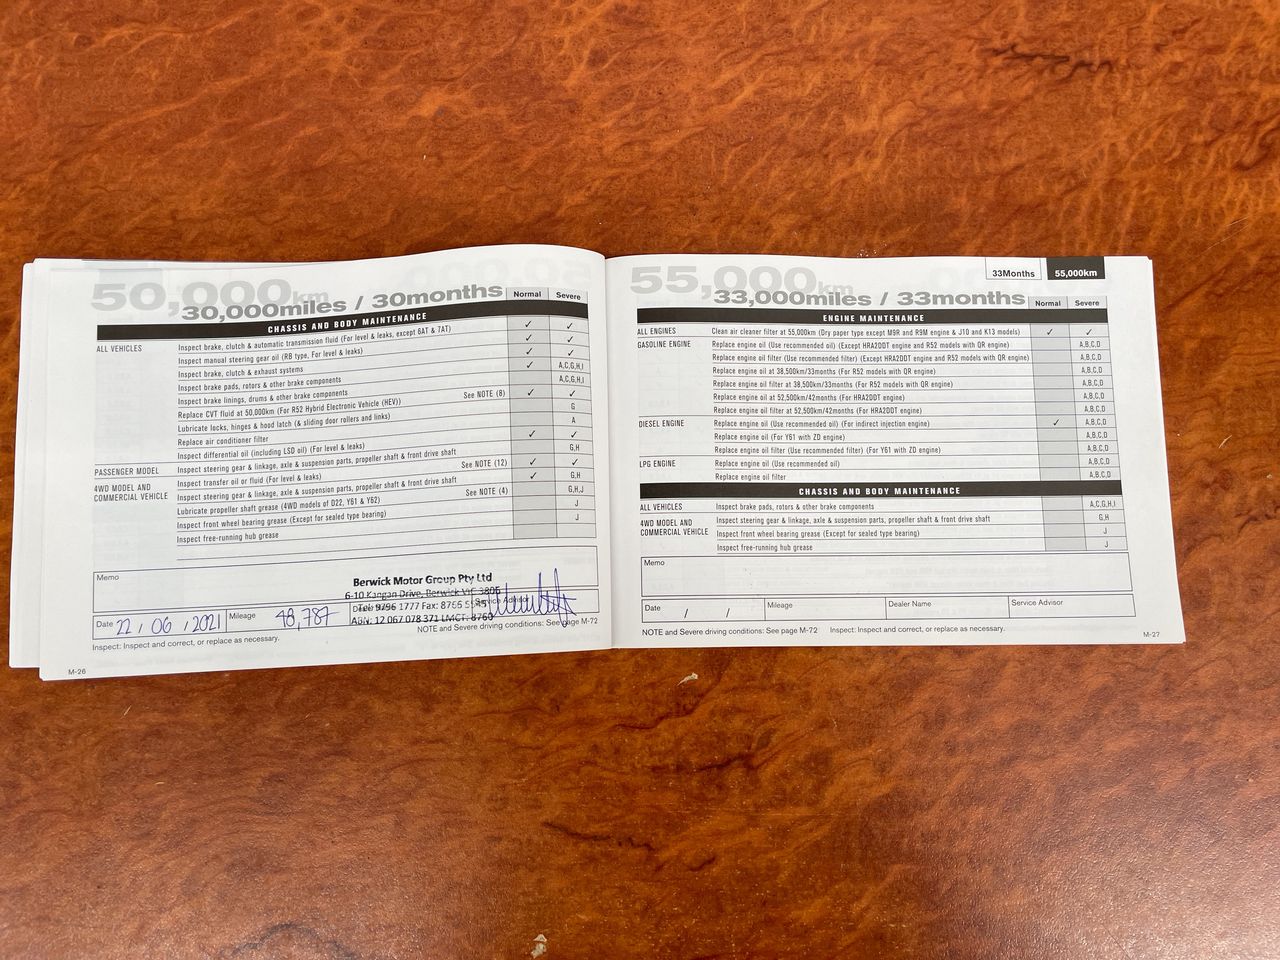 50,000km
30,000miles / 30months
Normal
Severe
CHASSIS AND BODY MAINTENANCE
ALL VEHICLES
Inspect brake, clutch & automatic transmission fluid (For level & leaks, except 6AT & 7AT) ✓ ✓
Inspect manual steering gear oil (RB type, For level & leaks) ✓ ✓
Inspect brake, clutch & exhaust systems ✓ ✓
Inspect brake pads, rotors & other brake components ✓ A,C,G,H,I
Inspect brake linings, drums & other brake components A,C,G,H,I
Replace CVT fluid at 50,000km (For R52 Hybrid Electronic Vehicle (HEV)) See NOTE (8) ✓ ✓
Lubricate locks, hinges & hood latch (& sliding door rollers and links) G
Replace air conditioner filter A
Inspect differential oil (including LSD oil) (For level & leaks) ✓ ✓
PASSENGER MODEL
Inspect steering gear & linkage, axle & suspension parts, propeller shaft & front drive shaft G,H
4WD MODEL AND
COMMERCIAL VEHICLE
Inspect transfer oil or fluid (For level & leaks) See NOTE (12) ✓ ✓
Inspect steering gear & linkage, axle & suspension parts, propeller shaft & front drive shaft ✓ G,H
Lubricate propeller shaft grease (4WD models of D22, Y61 & Y62) See NOTE (4) G,H,J
Inspect front wheel bearing grease (Except for sealed type bearing) J
Inspect free-running hub grease J
Memo
Berwick Motor Group Pty Ltd
6-10 Kangan Drive, Berwick VIC 3806
Tel: 9796 1777 Fax: 8766 5545
ABN: 12 067 078 371 LMCT: 8760
Date 22 / 06 / 2021 Mileage 48,787 Service Advisor
NOTE and Severe driving conditions: See page M-72
Inspect: Inspect and correct, or replace as necessary.
M-26
33Months
55,000km
55,000km
33,000miles / 33months
Normal
Severe
ENGINE MAINTENANCE
ALL ENGINES Clean air cleaner filter at 55,000km (Dry paper type except M9R and R9M engine & J10 and K13 models) ✓ ✓
GASOLINE ENGINE Replace engine oil (Use recommended oil) (Except HRA2DDT and R52 models with QR engine) A,B,C,D
Replace engine oil filter (Use recommended filter) (Except HRA2DDT engine and R52 models with QR engine) A,B,C,D
Replace engine oil at 38,500km/33months (For R52 models with QR engine) A,B,C,D
Replace engine oil filter at 38,500km/33months (For R52 models with QR engine) A,B,C,D
Replace engine oil at 52,500km/42months (For HRA2DDT engine) A,B,C,D
Replace engine oil filter at 52,500km/42months (For HRA2DDT engine) A,B,C,D
DIESEL ENGINE Replace engine oil (Use recommended oil) (For indirect injection engine) ✓ A,B,C,D
Replace engine oil (For Y61 with ZD engine) A,B,C,D
Replace engine oil filter (Use recommended filter) (For Y61 with ZD engine) A,B,C,D
LPG ENGINE Replace engine oil (Use recommended oil) A,B,C,D
Replace engine oil filter A,B,C,D
CHASSIS AND BODY MAINTENANCE
ALL VEHICLES Inspect brake pads, rotors & other brake components A,C,G,H,I
4WD MODEL AND
COMMERCIAL VEHICLE
Inspect steering gear & linkage, axle & suspension parts, propeller shaft & front drive shaft G,H
Inspect front wheel bearing grease (Except for sealed type bearing) J
Inspect free-running hub grease J
Memo
Date / / Mileage Dealer Name Service Advisor
NOTE and Severe driving conditions: See page M-72 Inspect: Inspect and correct, or replace as necessary.
M-27